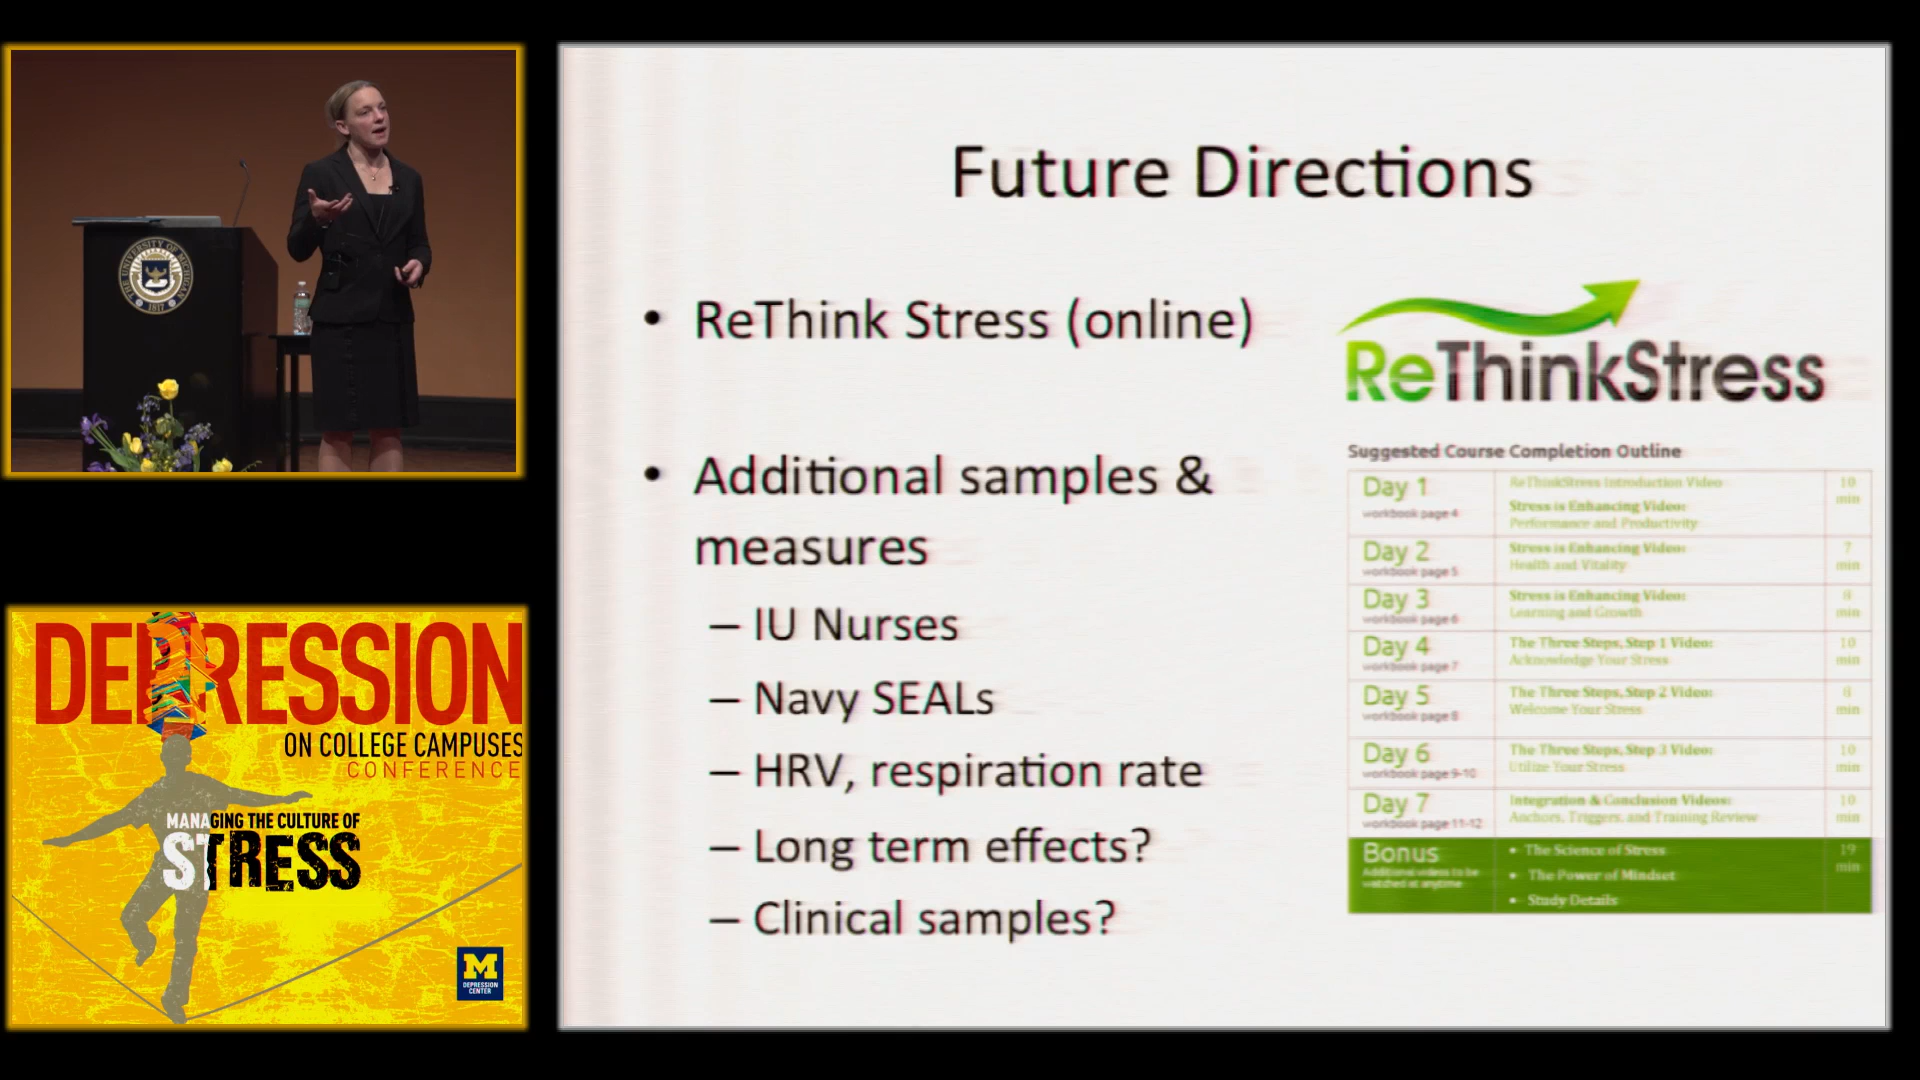 THE UNIVERSITY OF MICHIGAN
1817
DEPRESSION
ON COLLEGE CAMPUSES
CONFERENCE
MANAGING THE CULTURE OF
STRESS
M
DEPRESSION
CENTER
Future Directions
• ReThink Stress (online)
• Additional samples &
measures
– IU Nurses
– Navy SEALs
– HRV, respiration rate
– Long term effects?
– Clinical samples?
ReThinkStress
Suggested Course Completion Outline
Day 1
workbook page 4
ReThinkStress Introduction Video
Stress is Enhancing Video:
Performance and Productivity
10
min
Day 2
workbook page 5
Stress is Enhancing Video:
Health and Vitality
7
min
Day 3
workbook page 6
Stress is Enhancing Video:
Learning and Growth
min
Day 4
workbook page 7
The Three Steps, Step 1 Video:
Acknowledge Your Stress
10
min
Day 5
workbook page 8
The Three Steps, Step 2 Video:
Welcome Your Stress
min
Day 6
workbook page 9-10
The Three Steps, Step 3 Video:
Utilize Your Stress
10
min
Day 7
workbook page 11-12
Integration & Conclusion Videos:
Anchors, Triggers, and Training Review
10
min
Bonus
Additional videos to be
watched at anytime
• The Science of Stress
• The Power of Mindset
• Study Details
19
min